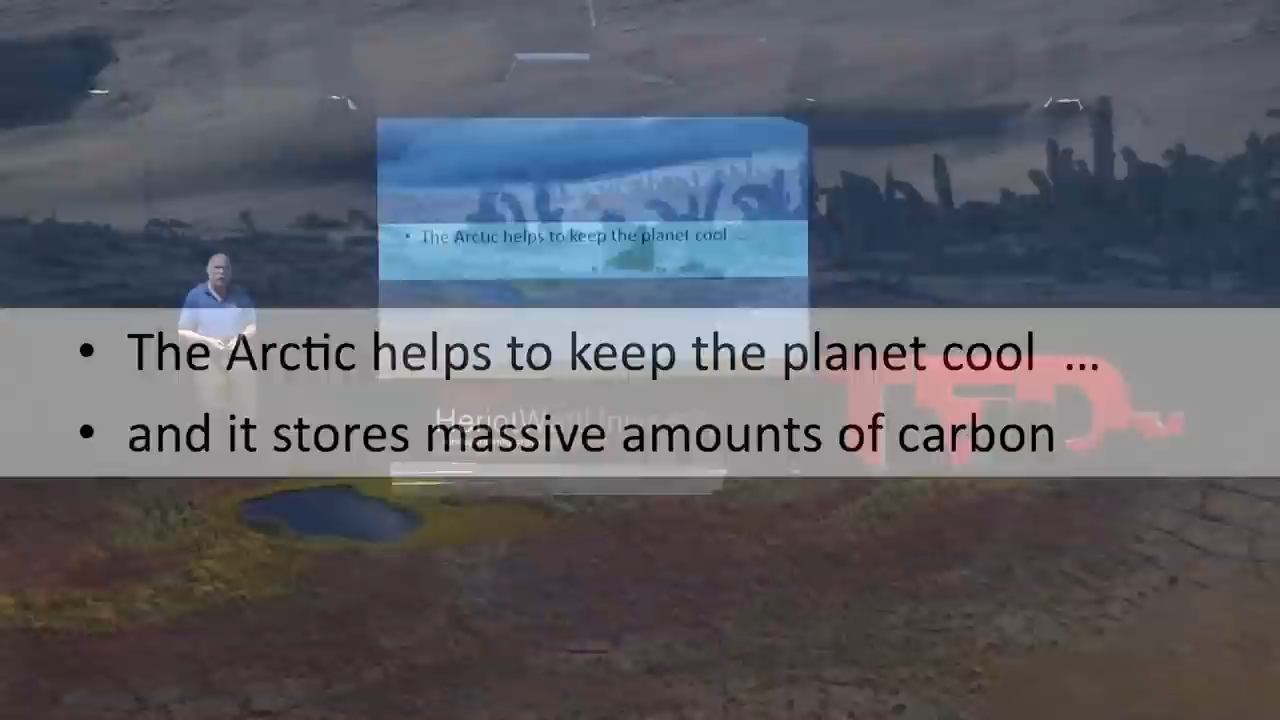 • The Arctic helps to keep the planet cool
• The Arctic helps to keep the planet cool ...
• and it stores massive amounts of carbon
TED